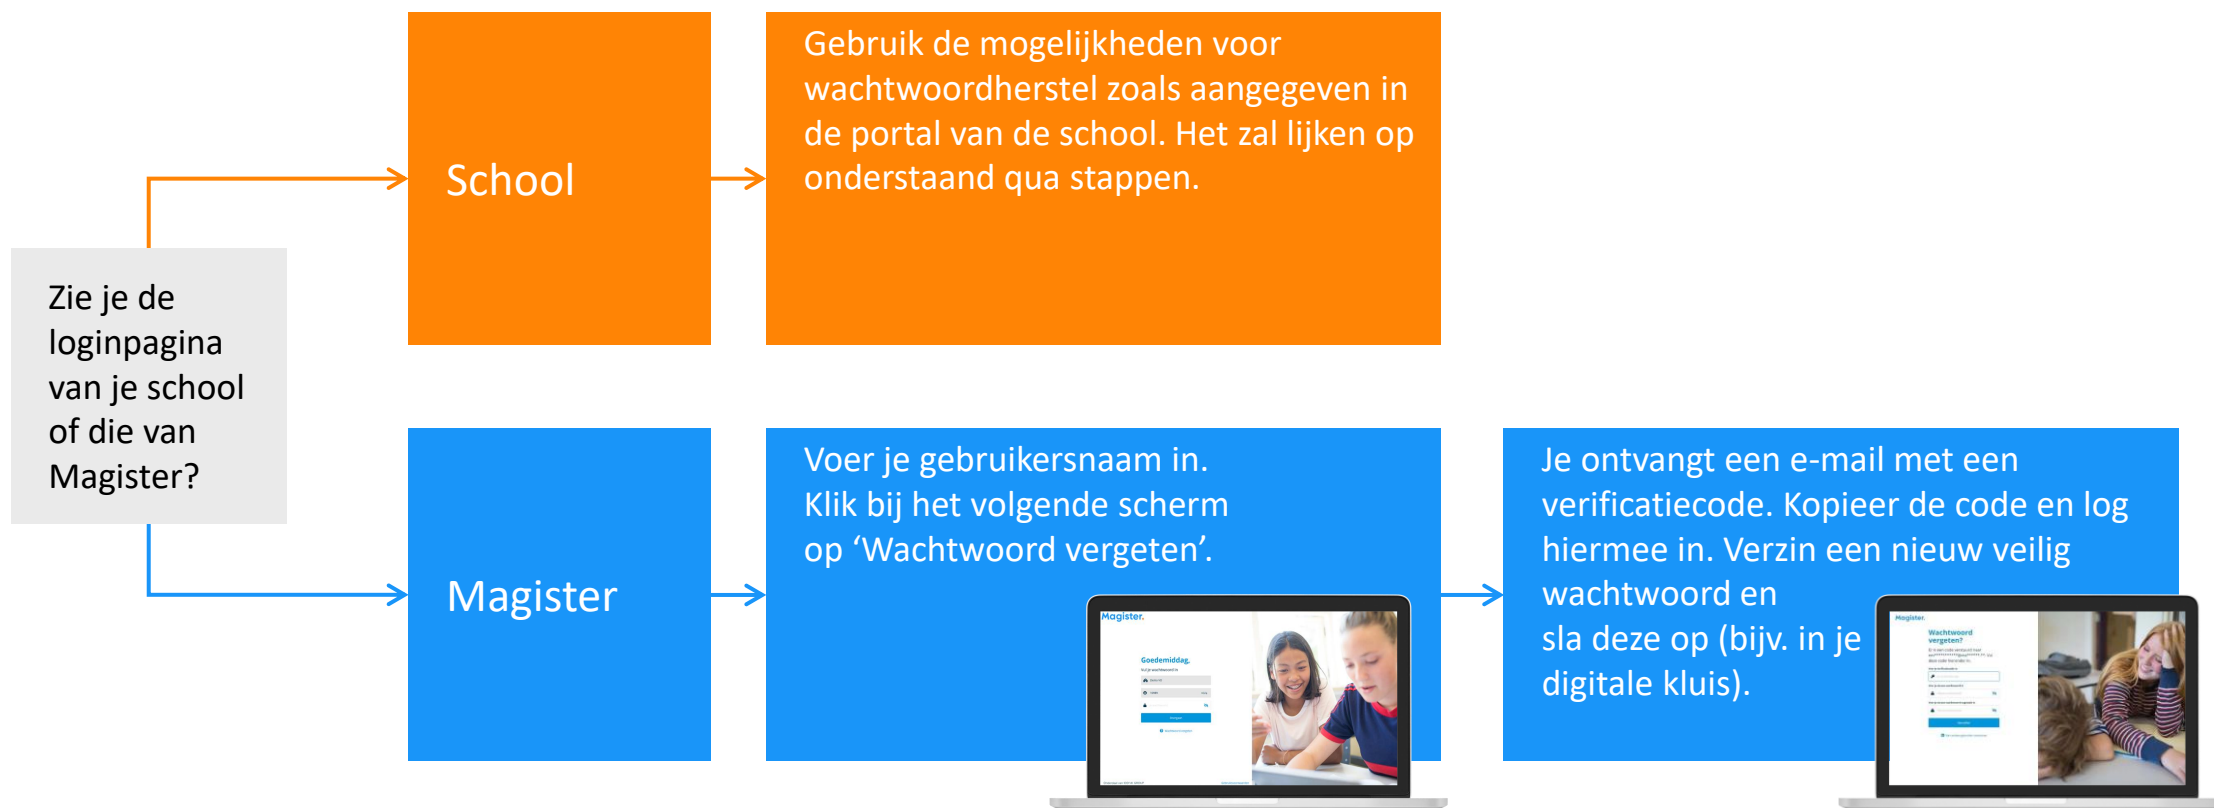 Zie je de
loginpagina
van je school
of die van
Magister?
School
Gebruik de mogelijkheden voor
wachtwoordherstel zoals aangegeven in
de portal van de school. Het zal lijken op
onderstaand qua stappen.
Magister
Voer je gebruikersnaam in.
Klik bij het volgende scherm
op ‘Wachtwoord vergeten’.
Magister.
Goedemiddag,
Je ontvangt een e-mail met een
verificatiecode. Kopieer de code en log
hiermee in. Verzin een nieuw veilig
wachtwoord en
sla deze op (bijv. in je
digitale kluis).
Magister.
Wachtwoord
vergeten?